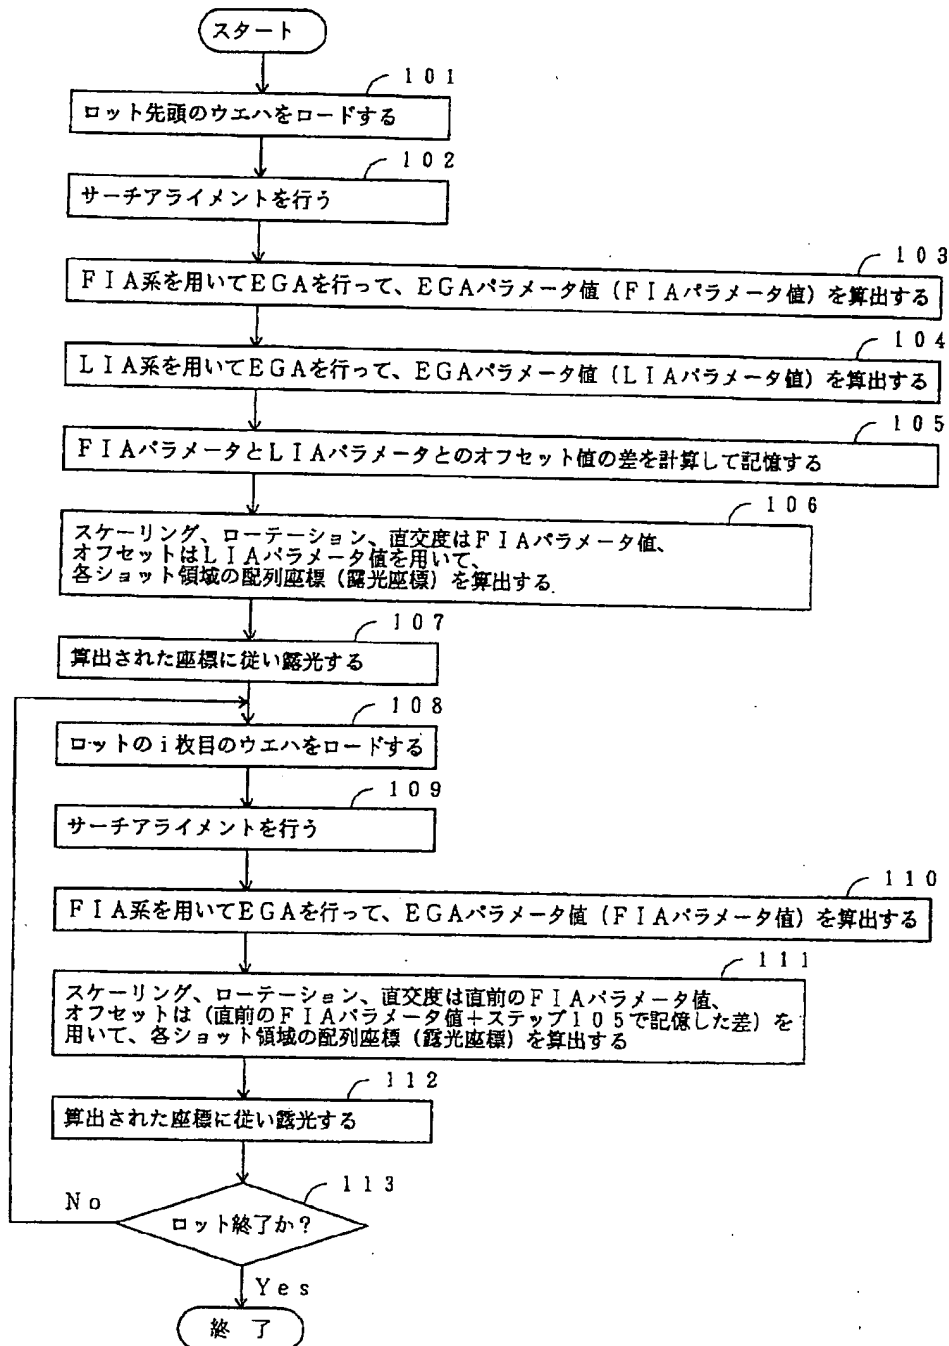 スタート
101
ロット先頭のウエハをロードする
102
サーチアライメントを行う
103
FIA系を用いてEGAを行って、EGAパラメータ値(FIAパラメータ値)を算出する
104
LIA系を用いてEGAを行って、EGAパラメータ値(LIAパラメータ値)を算出する
105
FIAパラメータとLIAパラメータとのオフセット値の差を計算して記憶する
106
スケーリング、ローテーション、直交度はFIAパラメータ値、
オフセットはLIAパラメータ値を用いて、
各ショット領域の配列座標(露光座標)を算出する
107
算出された座標に従い露光する
108
ロットのi枚目のウエハをロードする
109
サーチアライメントを行う
110
FIA系を用いてEGAを行って、EGAパラメータ値(FIAパラメータ値)を算出する
111
スケーリング、ローテーション、直交度は直前のFIAパラメータ値、
オフセットは(直前のFIAパラメータ値+ステップ105で記憶した差)を
用いて、各ショット領域の配列座標(露光座標)を算出する
112
算出された座標に従い露光する
113
No
ロット終了か?
Yes
終 了